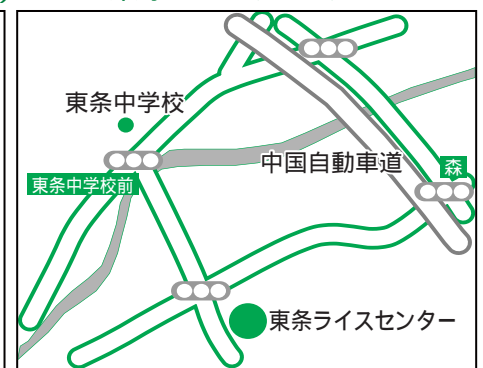 東条中学校
東条中学校前
中国自動車道
森
東条ライスセンター